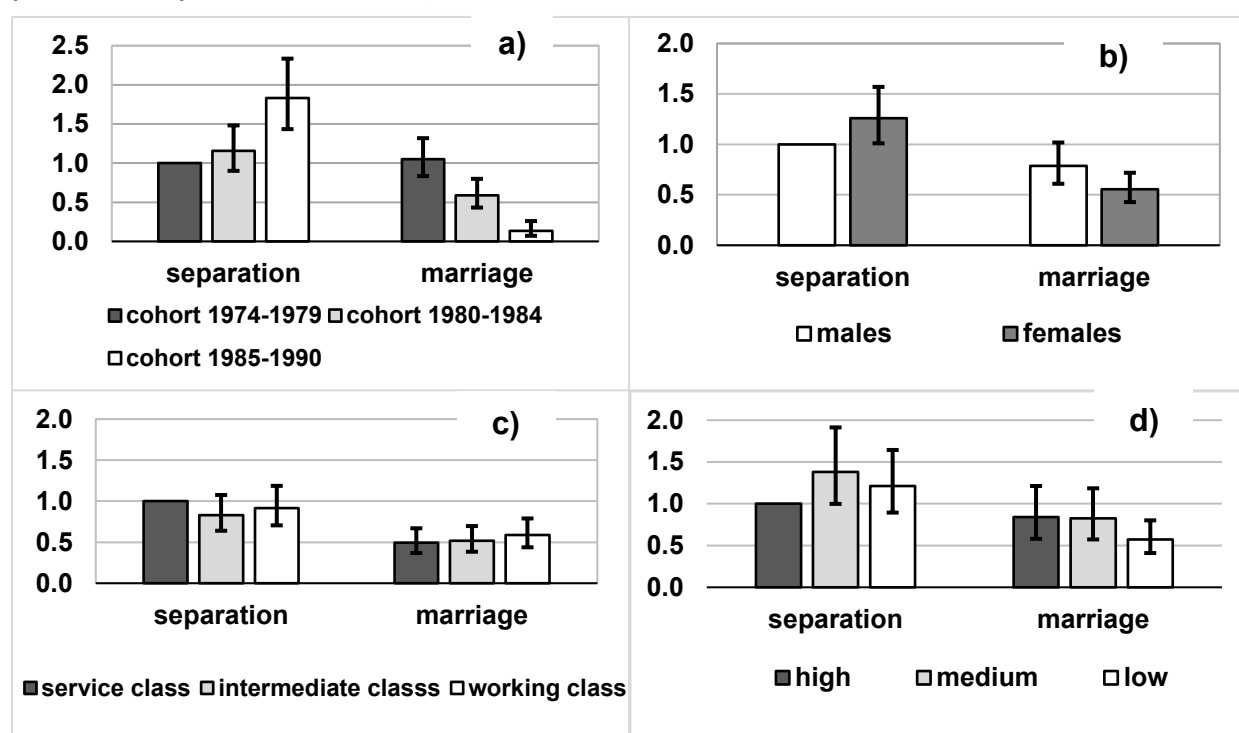 a)
2.5
2.0
1.5
1.0
0.5
0.0
separation marriage
cohort 1974-1979 cohort 1980-1984
cohort 1985-1990
b)
2.0
1.5
1.0
0.5
0.0
separation marriage
males females
c)
2.0
1.5
1.0
0.5
0.0
separation marriage
service class intermediate classs working class
d)
2.0
1.5
1.0
0.5
0.0
separation marriage
high medium low